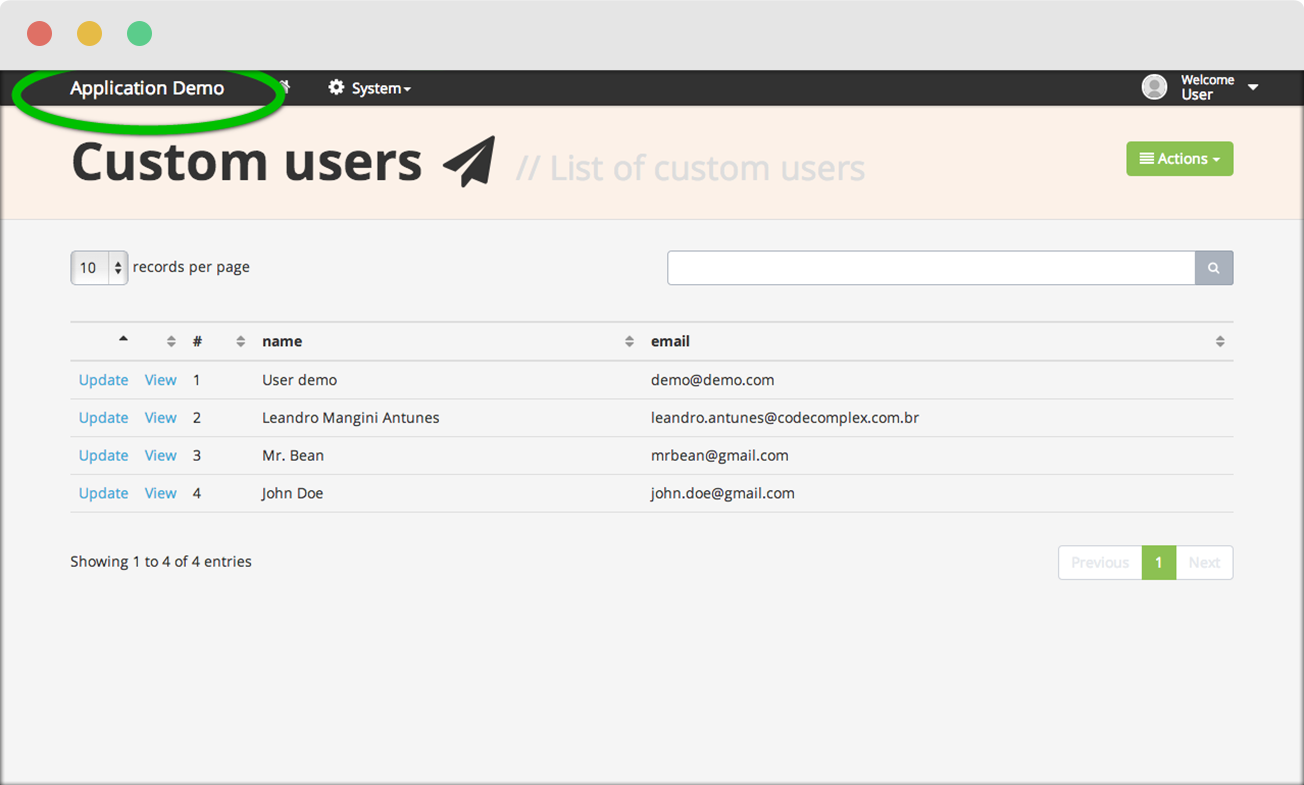 Application Demo System Welcome User
Custom users // List of custom users Actions
10 records per page
# name email
Update View 1 User demo demo@demo.com
Update View 2 Leandro Mangini Antunes leandro.antunes@codecomplex.com.br
Update View 3 Mr. Bean mrbean@gmail.com
Update View 4 John Doe john.doe@gmail.com
Showing 1 to 4 of 4 entries Previous 1 Next